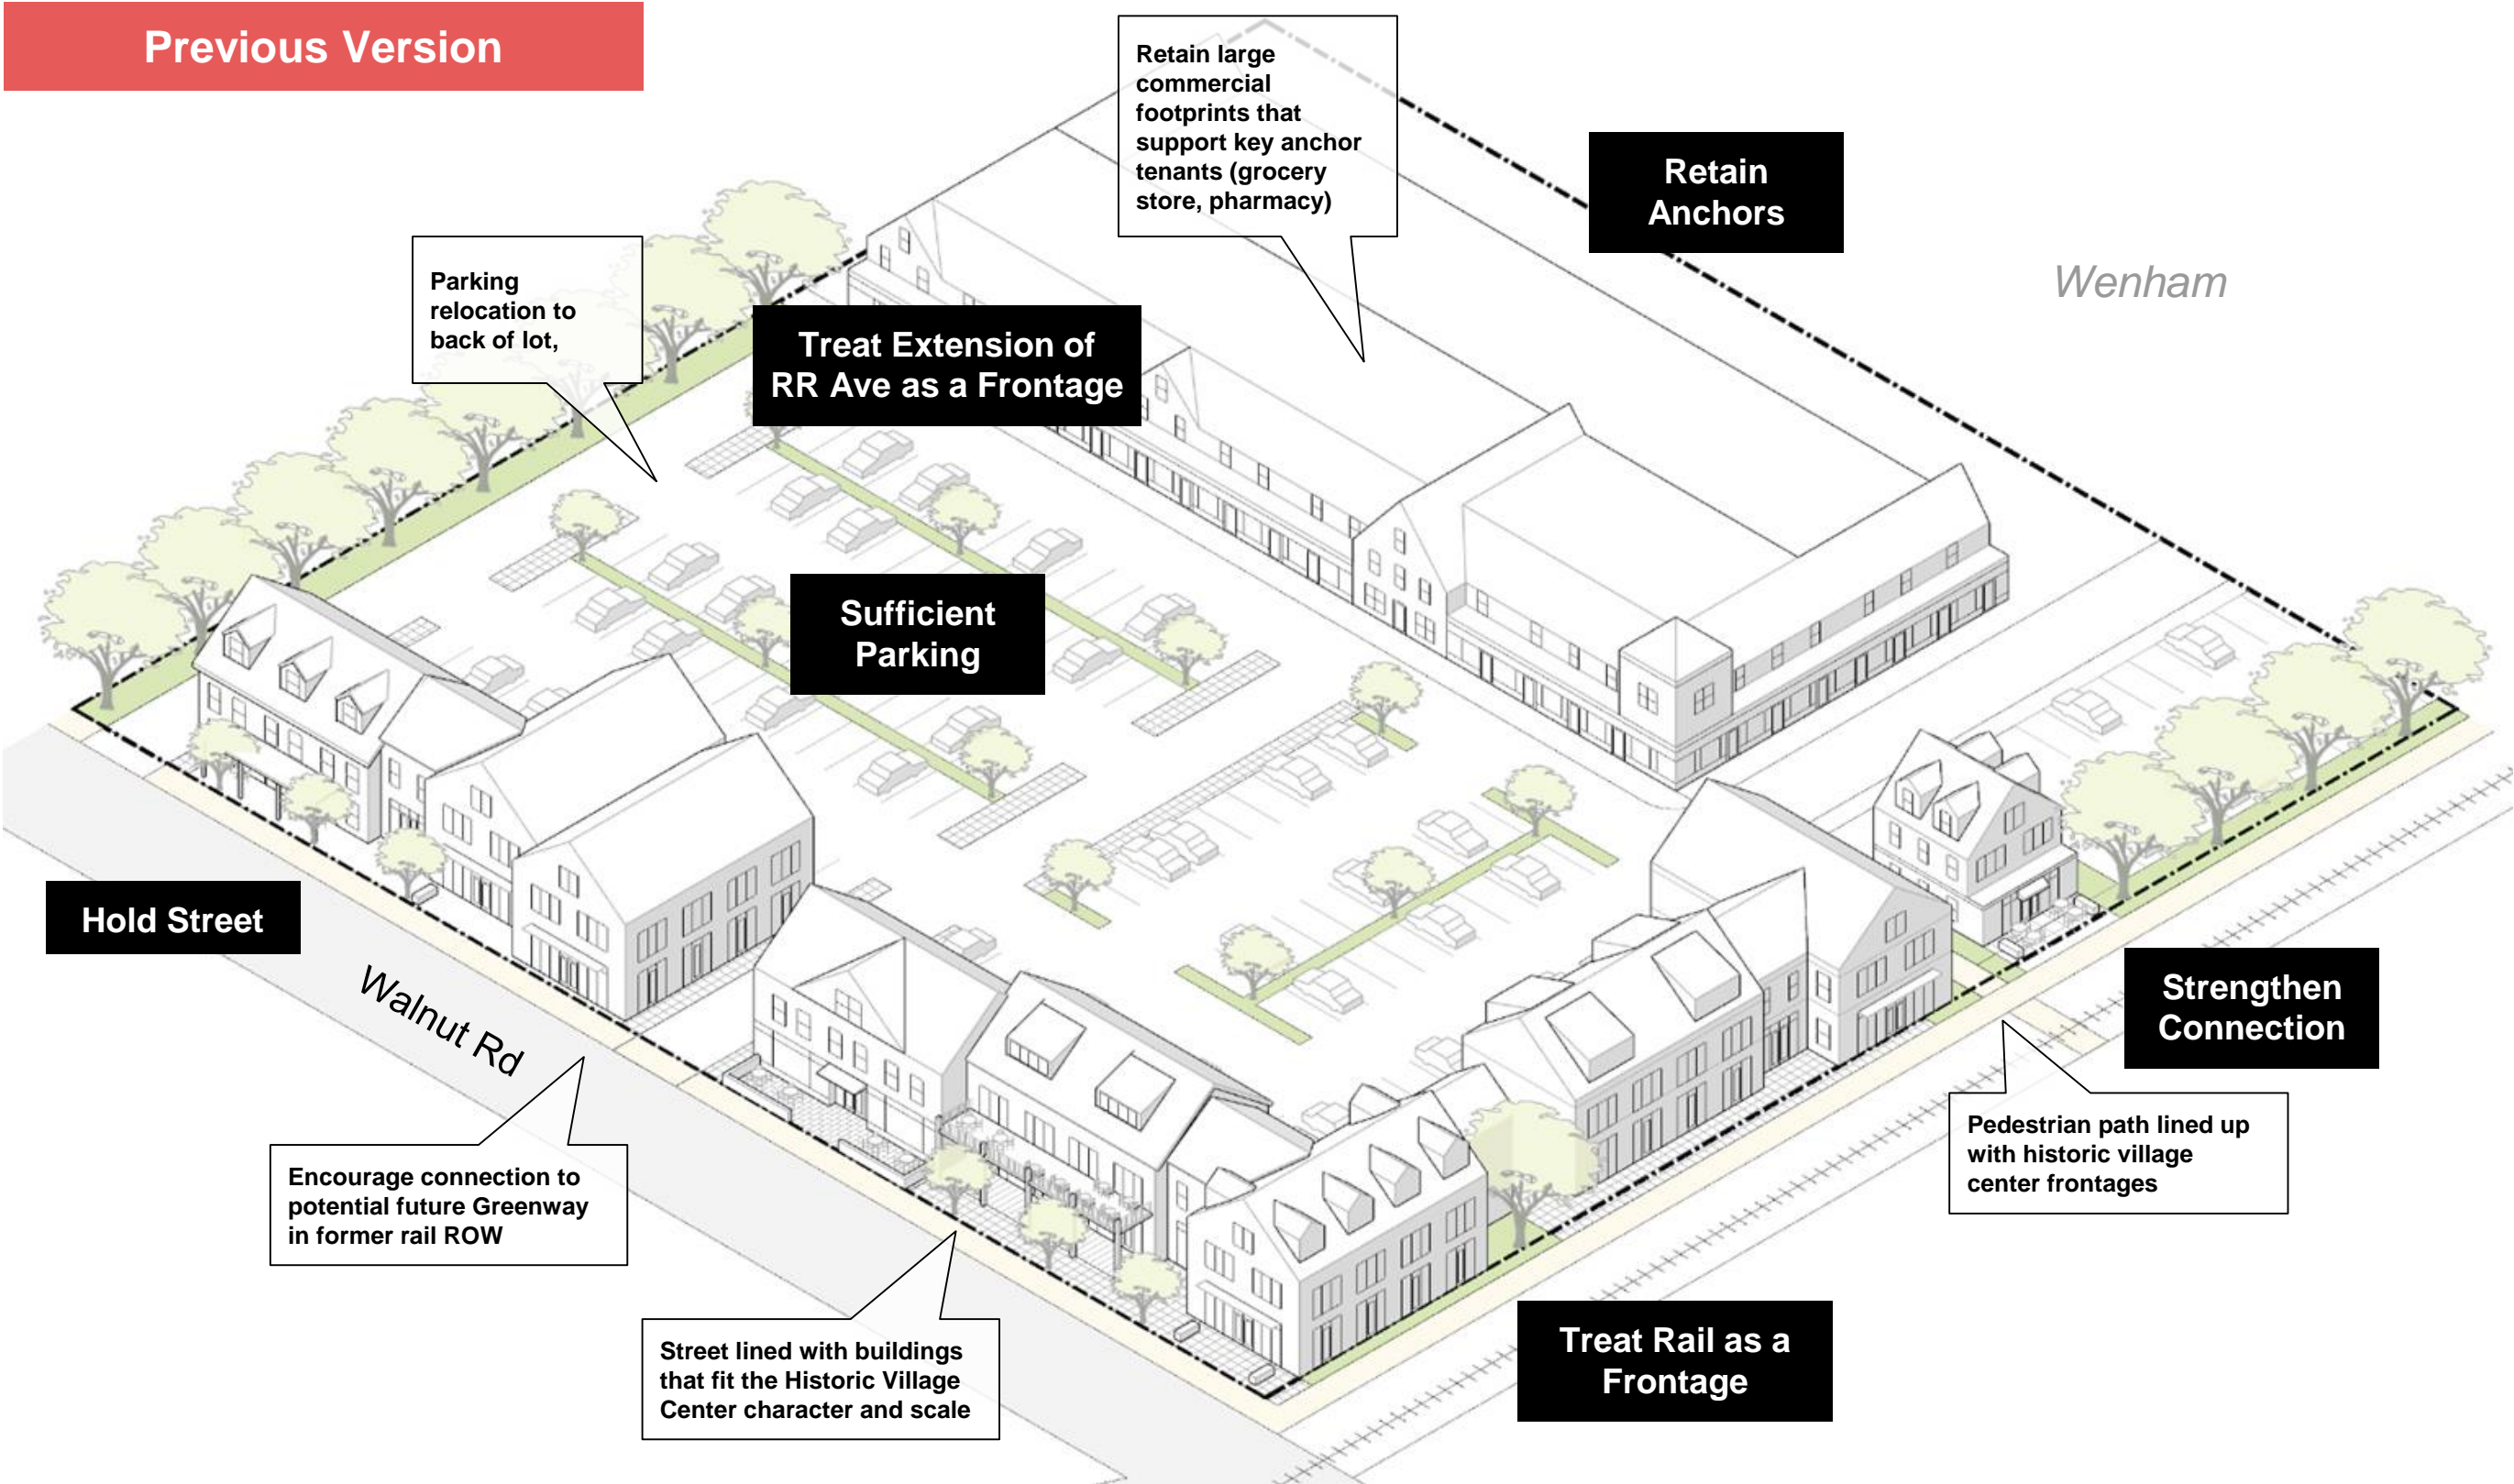 Previous Version
Retain large
commercial
footprints that
support key anchor
tenants (grocery
store, pharmacy)
Retain
Anchors
Wenham
Parking
relocation to
back of lot,
Treat Extension of
RR Ave as a Frontage
Sufficient
Parking
Hold Street
Walnut Rd
Strengthen
Connection
Pedestrian path lined up
with historic village
center frontages
Encourage connection to
potential future Greenway
in former rail ROW
Street lined with buildings
that fit the Historic Village
Center character and scale
Treat Rail as a
Frontage